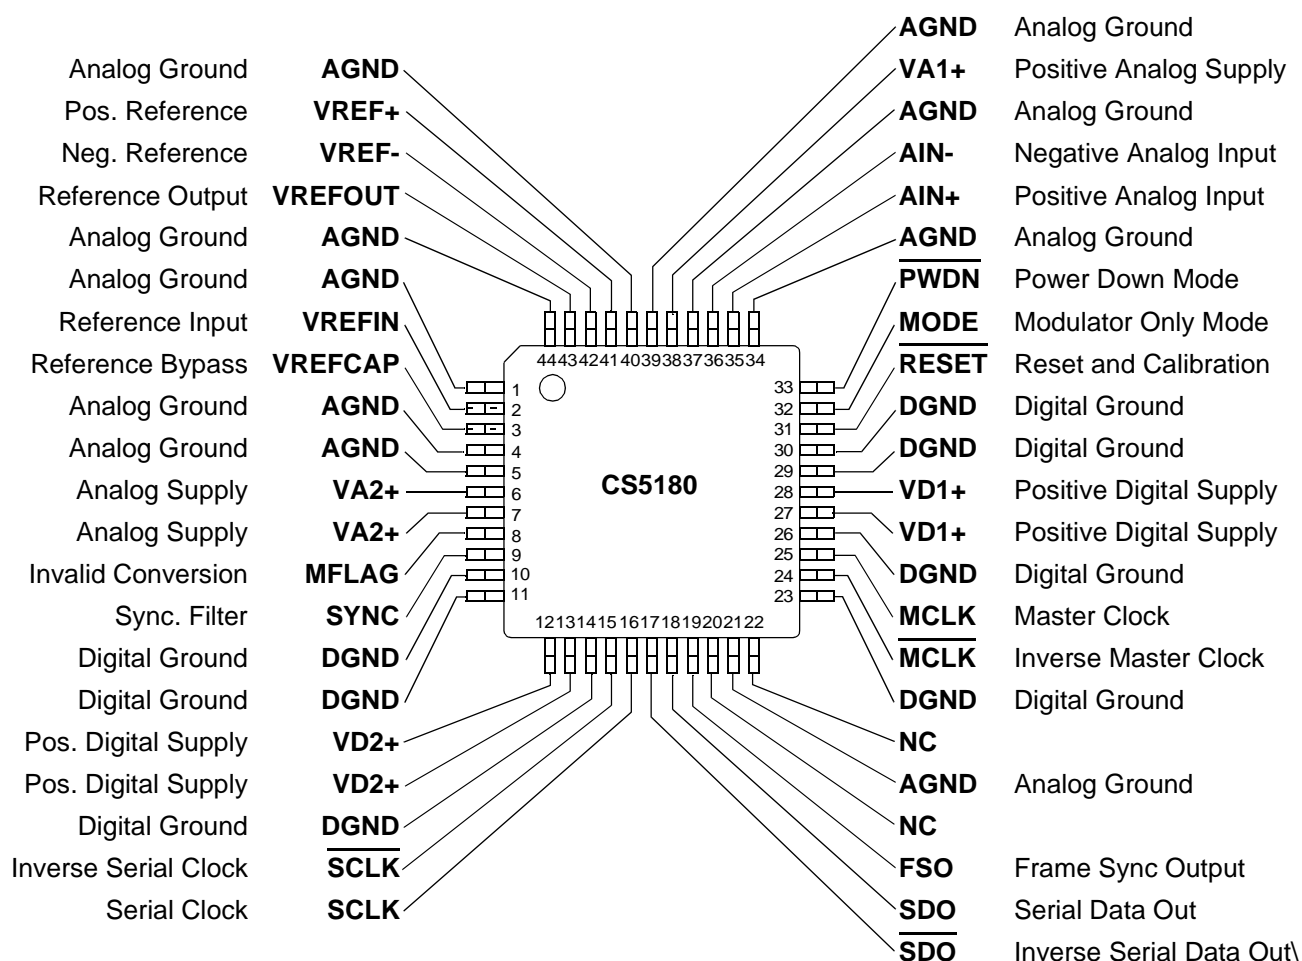 AGND Analog Ground
Analog Ground AGND
VA1+ Positive Analog Supply
Pos. Reference VREF+
AGND Analog Ground
Neg. Reference VREF-
AIN- Negative Analog Input
Reference Output VREFOUT
AIN+ Positive Analog Input
Analog Ground AGND
AGND Analog Ground
Analog Ground AGND
PWDN Power Down Mode
Reference Input VREFIN
MODE Modulator Only Mode
Reference Bypass VREFCAP
RESET Reset and Calibration
Analog Ground AGND
DGND Digital Ground
Analog Ground AGND
DGND Digital Ground
Analog Supply VA2+
VD1+ Positive Digital Supply
Analog Supply VA2+
VD1+ Positive Digital Supply
Invalid Conversion MFLAG
DGND Digital Ground
Sync. Filter SYNC
MCLK Master Clock
Digital Ground DGND
MCLK Inverse Master Clock
Digital Ground DGND
DGND Digital Ground
Pos. Digital Supply VD2+
NC
Pos. Digital Supply VD2+
AGND Analog Ground
Digital Ground DGND
NC
Inverse Serial Clock SCLK
FSO Frame Sync Output
Serial Clock SCLK
SDO Serial Data Out
SDO Inverse Serial Data Out\
44 43 42 41 40 39 38 37 36 35 34
1
2
3
4
5
6
7
8
9
10
11
CS5180
33
32
31
30
29
28
27
26
25
24
23
12 13 14 15 16 17 18 19 20 21 22